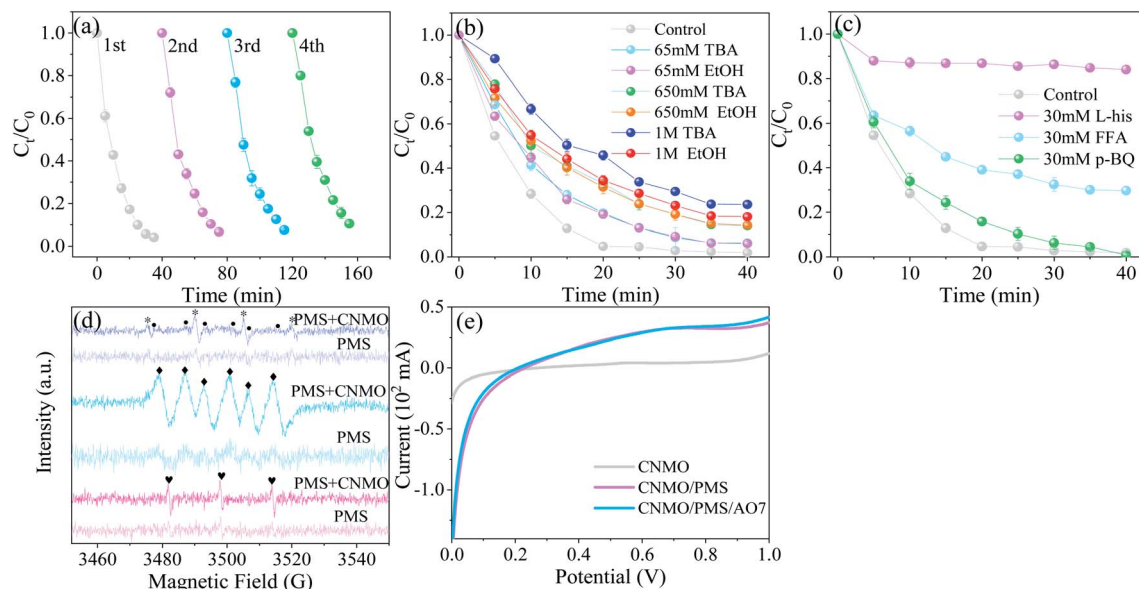 (a)
1st 2nd 3rd 4th
Cₜ/C₀
1.0
0.8
0.6
0.4
0.2
0.0
0 40 80 120 160
Time (min)
(b)
Control
65mM TBA
65mM EtOH
650mM TBA
650mM EtOH
1M TBA
1M EtOH
Cₜ/C₀
1.0
0.8
0.6
0.4
0.2
0.0
0 10 20 30 40
Time (min)
(c)
Control
30mM L-his
30mM FFA
30mM p-BQ
Cₜ/C₀
1.0
0.8
0.6
0.4
0.2
0.0
0 10 20 30 40
Time (min)
(d)
PMS+CNMO
PMS
PMS+CNMO
PMS
PMS+CNMO
PMS
Intensity (a.u.)
3460 3480 3500 3520 3540
Magnetic Field (G)
(e)
Current (10² mA)
0.5
0.0
-0.5
-1.0
CNMO
CNMO/PMS
CNMO/PMS/AO7
0.0 0.2 0.4 0.6 0.8 1.0
Potential (V)